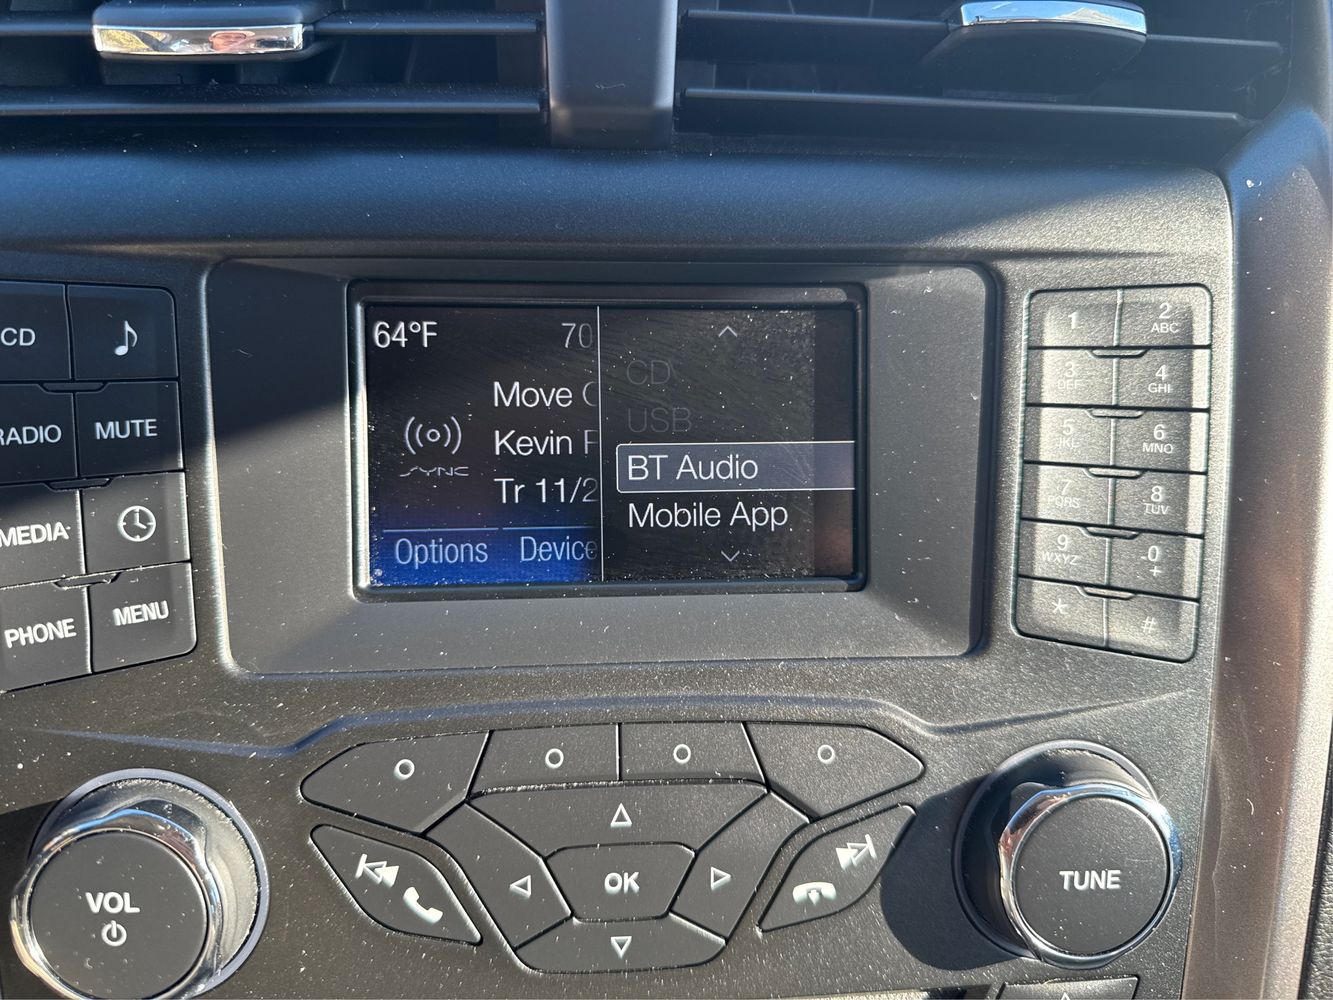 64°F
70
Move
Kevin
Tr 11/2
SYNC
Options
Device
CD
USB
BT Audio
Mobile App
CD
RADIO
MUTE
MEDIA
PHONE
MENU
1
2
ABC
3
DEF
4
GHI
5
JKL
6
MNO
7
PQRS
8
TUV
9
WXYZ
0
+
*
#
VOL
OK
TUNE